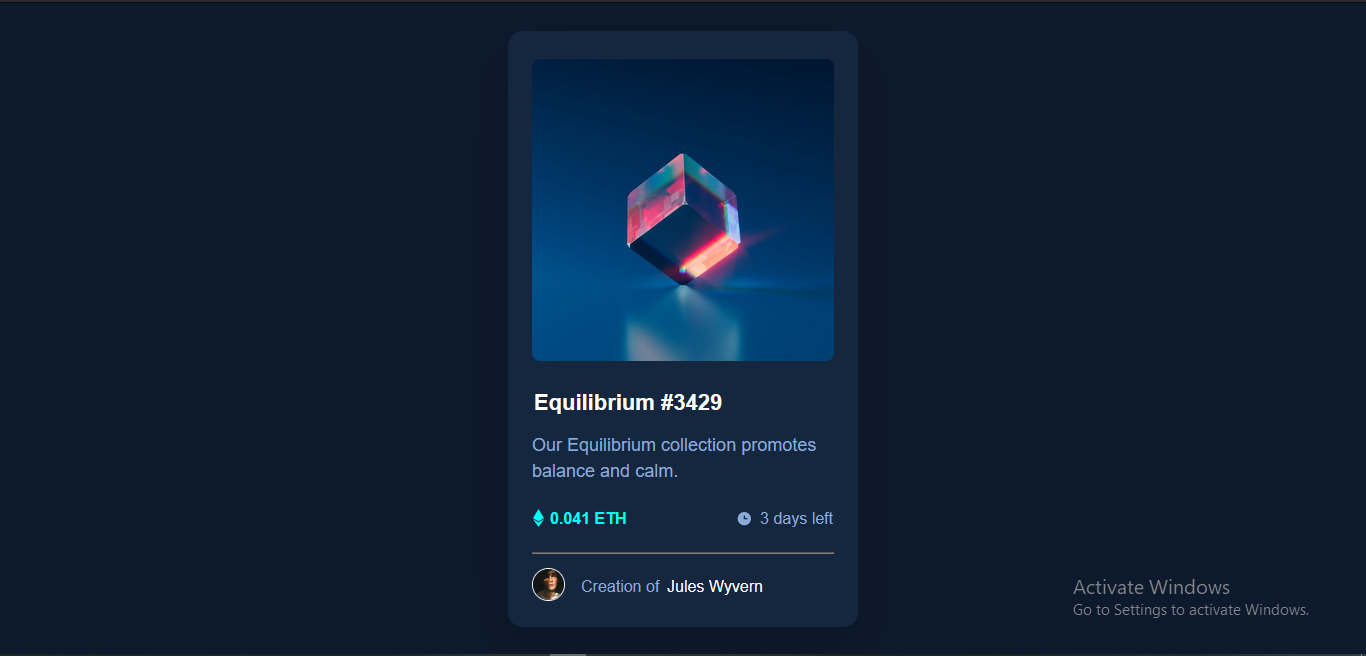 Equilibrium #3429
Our Equilibrium collection promotes
balance and calm.
0.041 ETH
3 days left
Creation of Jules Wyvern
Activate Windows
Go to Settings to activate Windows.